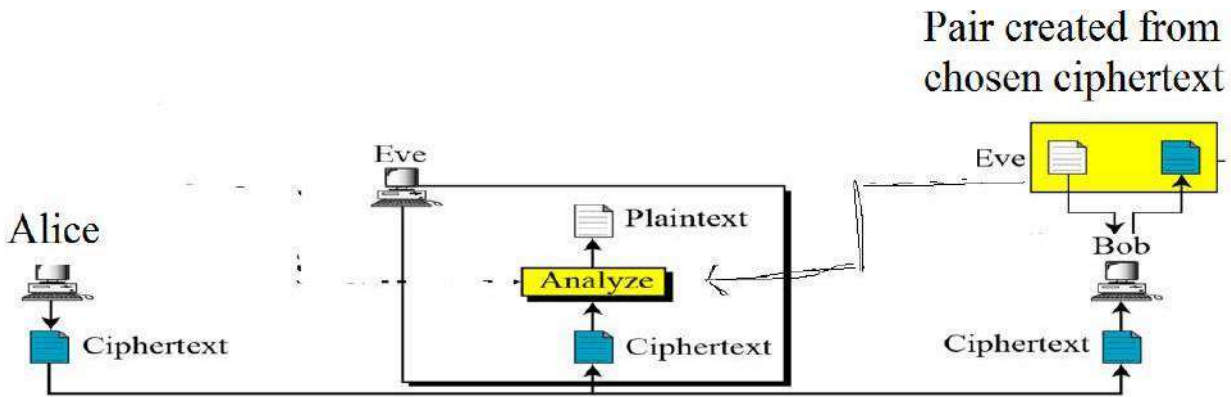 Pair created from
chosen ciphertext
Eve
Eve
Plaintext
Alice
Bob
Analyze
Ciphertext
Ciphertext
Ciphertext